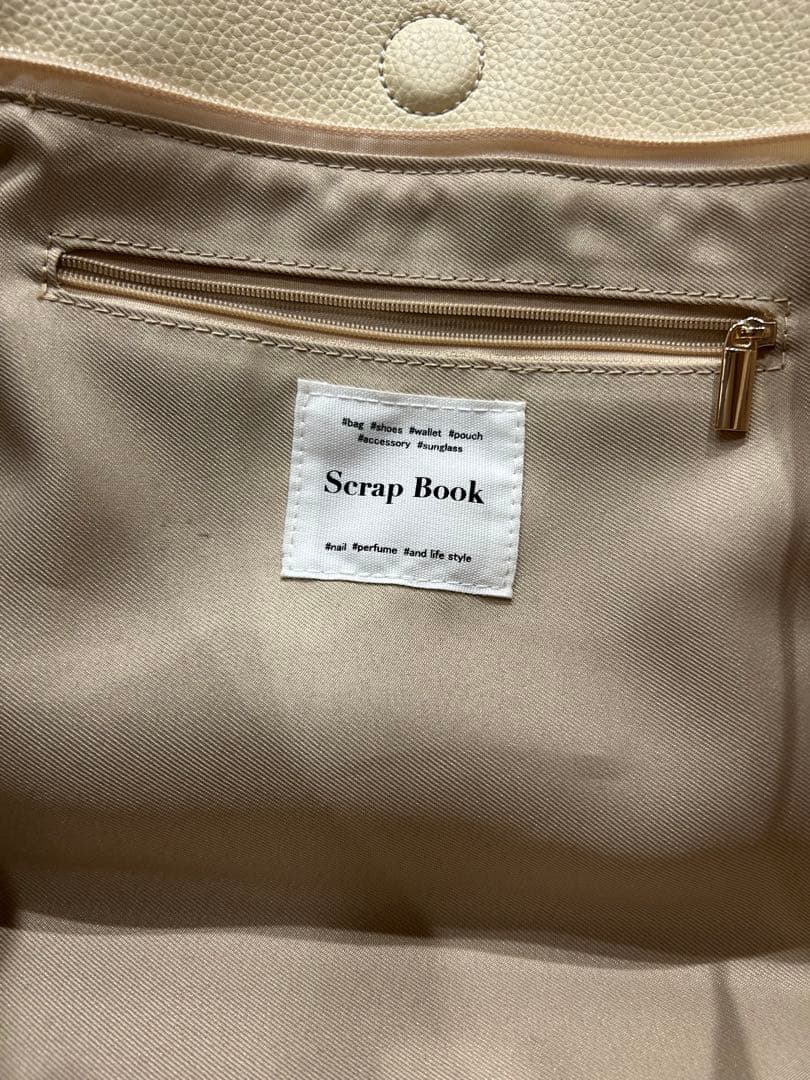 #bag #shoes #wallet #pouch
#accessory #sunglass
Scrap Book
#nail #perfume #and life style